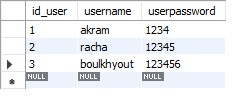 id_user username userpassword
1 akram 1234
2 racha 12345
3 boulkhyout 123456
NULL NULL NULL